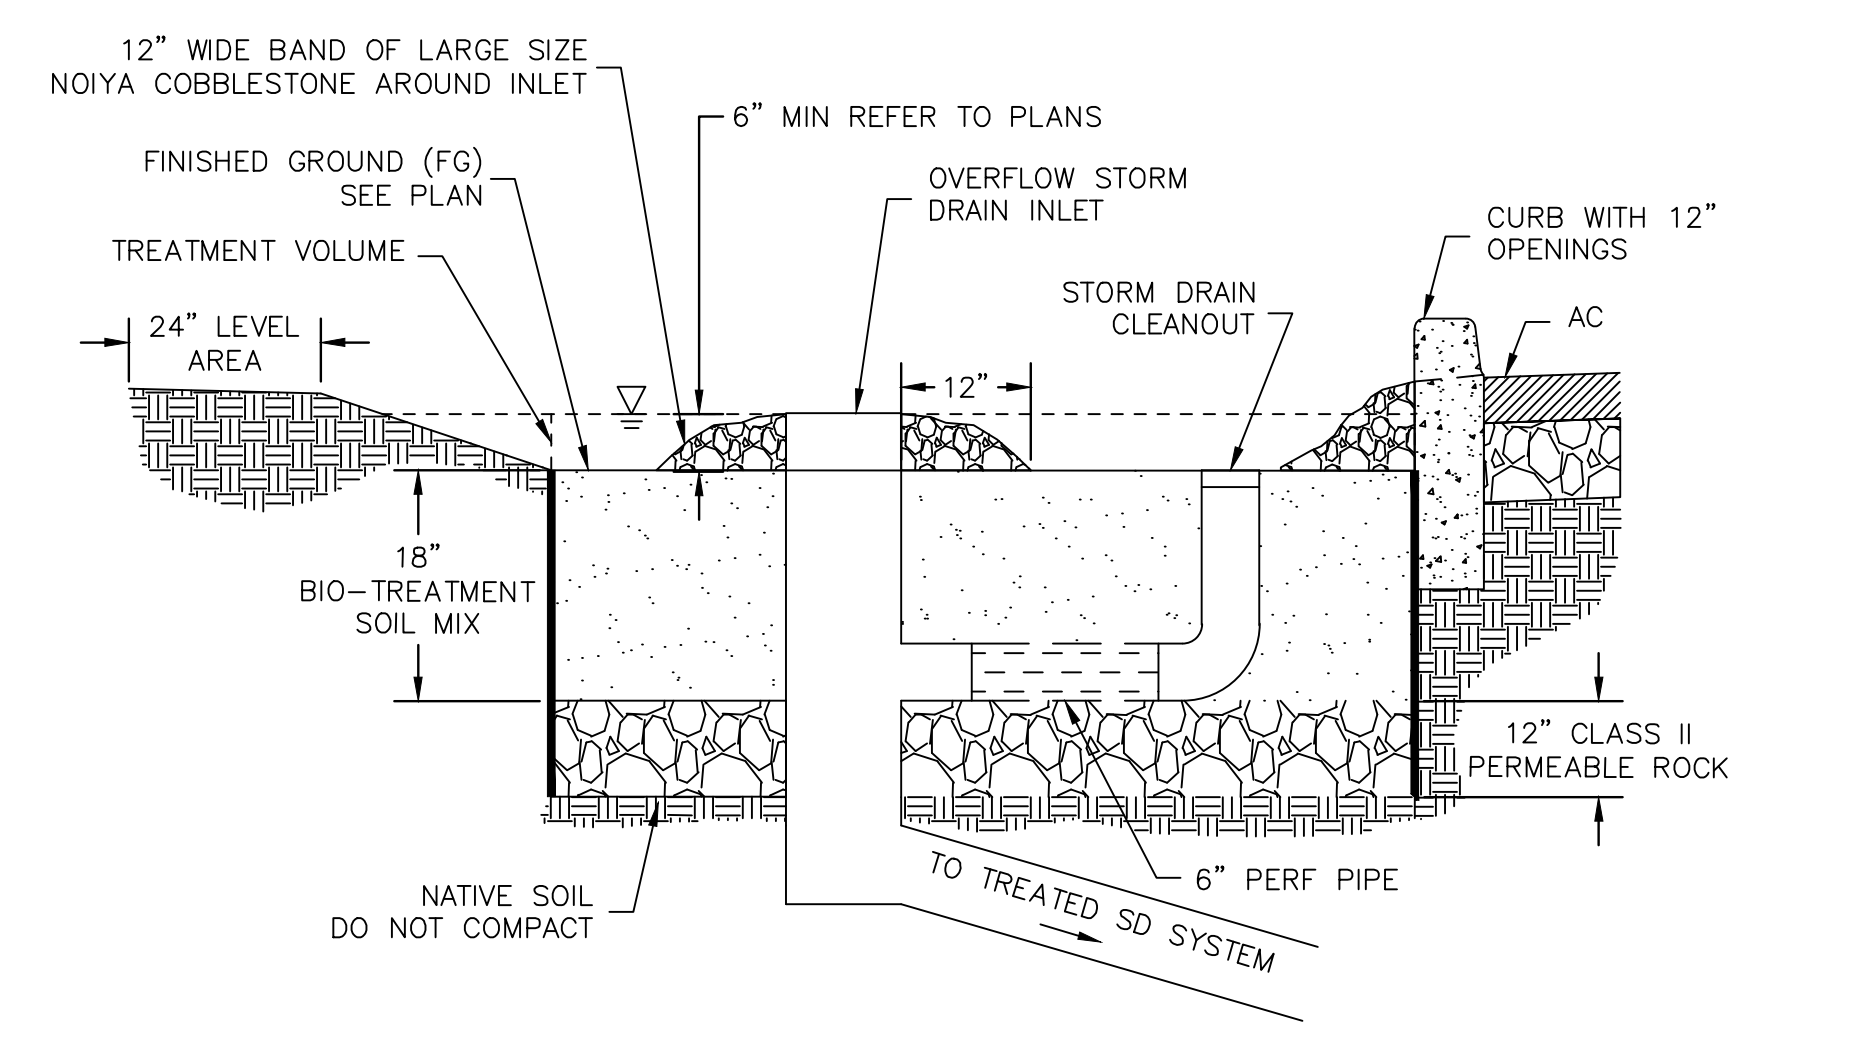 12” WIDE BAND OF LARGE SIZE
NOIYA COBBLESTONE AROUND INLET
6” MIN REFER TO PLANS
FINISHED GROUND (FG)
SEE PLAN
OVERFLOW STORM
DRAIN INLET
CURB WITH 12”
OPENINGS
TREATMENT VOLUME
STORM DRAIN
CLEANOUT
24” LEVEL
AREA
AC
12”
18”
BIO-TREATMENT
SOIL MIX
12” CLASS II
PERMEABLE ROCK
6” PERF PIPE
NATIVE SOIL
DO NOT COMPACT
TO TREATED SD SYSTEM